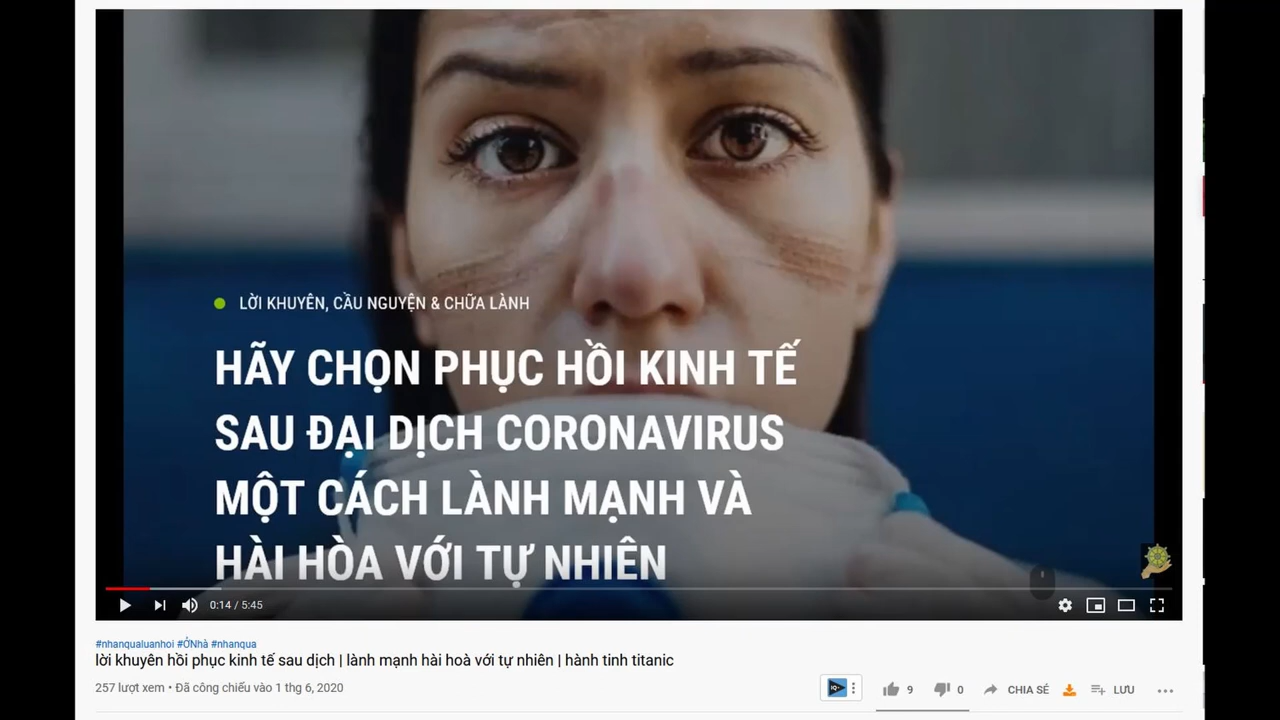 LỜI KHUYÊN, CẦU NGUYỆN & CHỮA LÀNH
HÃY CHỌN PHỤC HỒI KINH TẾ
SAU ĐẠI DỊCH CORONAVIRUS
MỘT CÁCH LÀNH MẠNH VÀ
HÀI HÒA VỚI TỰ NHIÊN
0:14 / 5:45
#nhanqualuanhoi #ỞNhà #nhanqua
lời khuyên hồi phục kinh tế sau dịch | lành mạnh hài hoà với tự nhiên | hành tinh titanic
257 lượt xem • Đã công chiếu vào 1 thg 6, 2020
IQ 9 0 CHIA SẺ LƯU